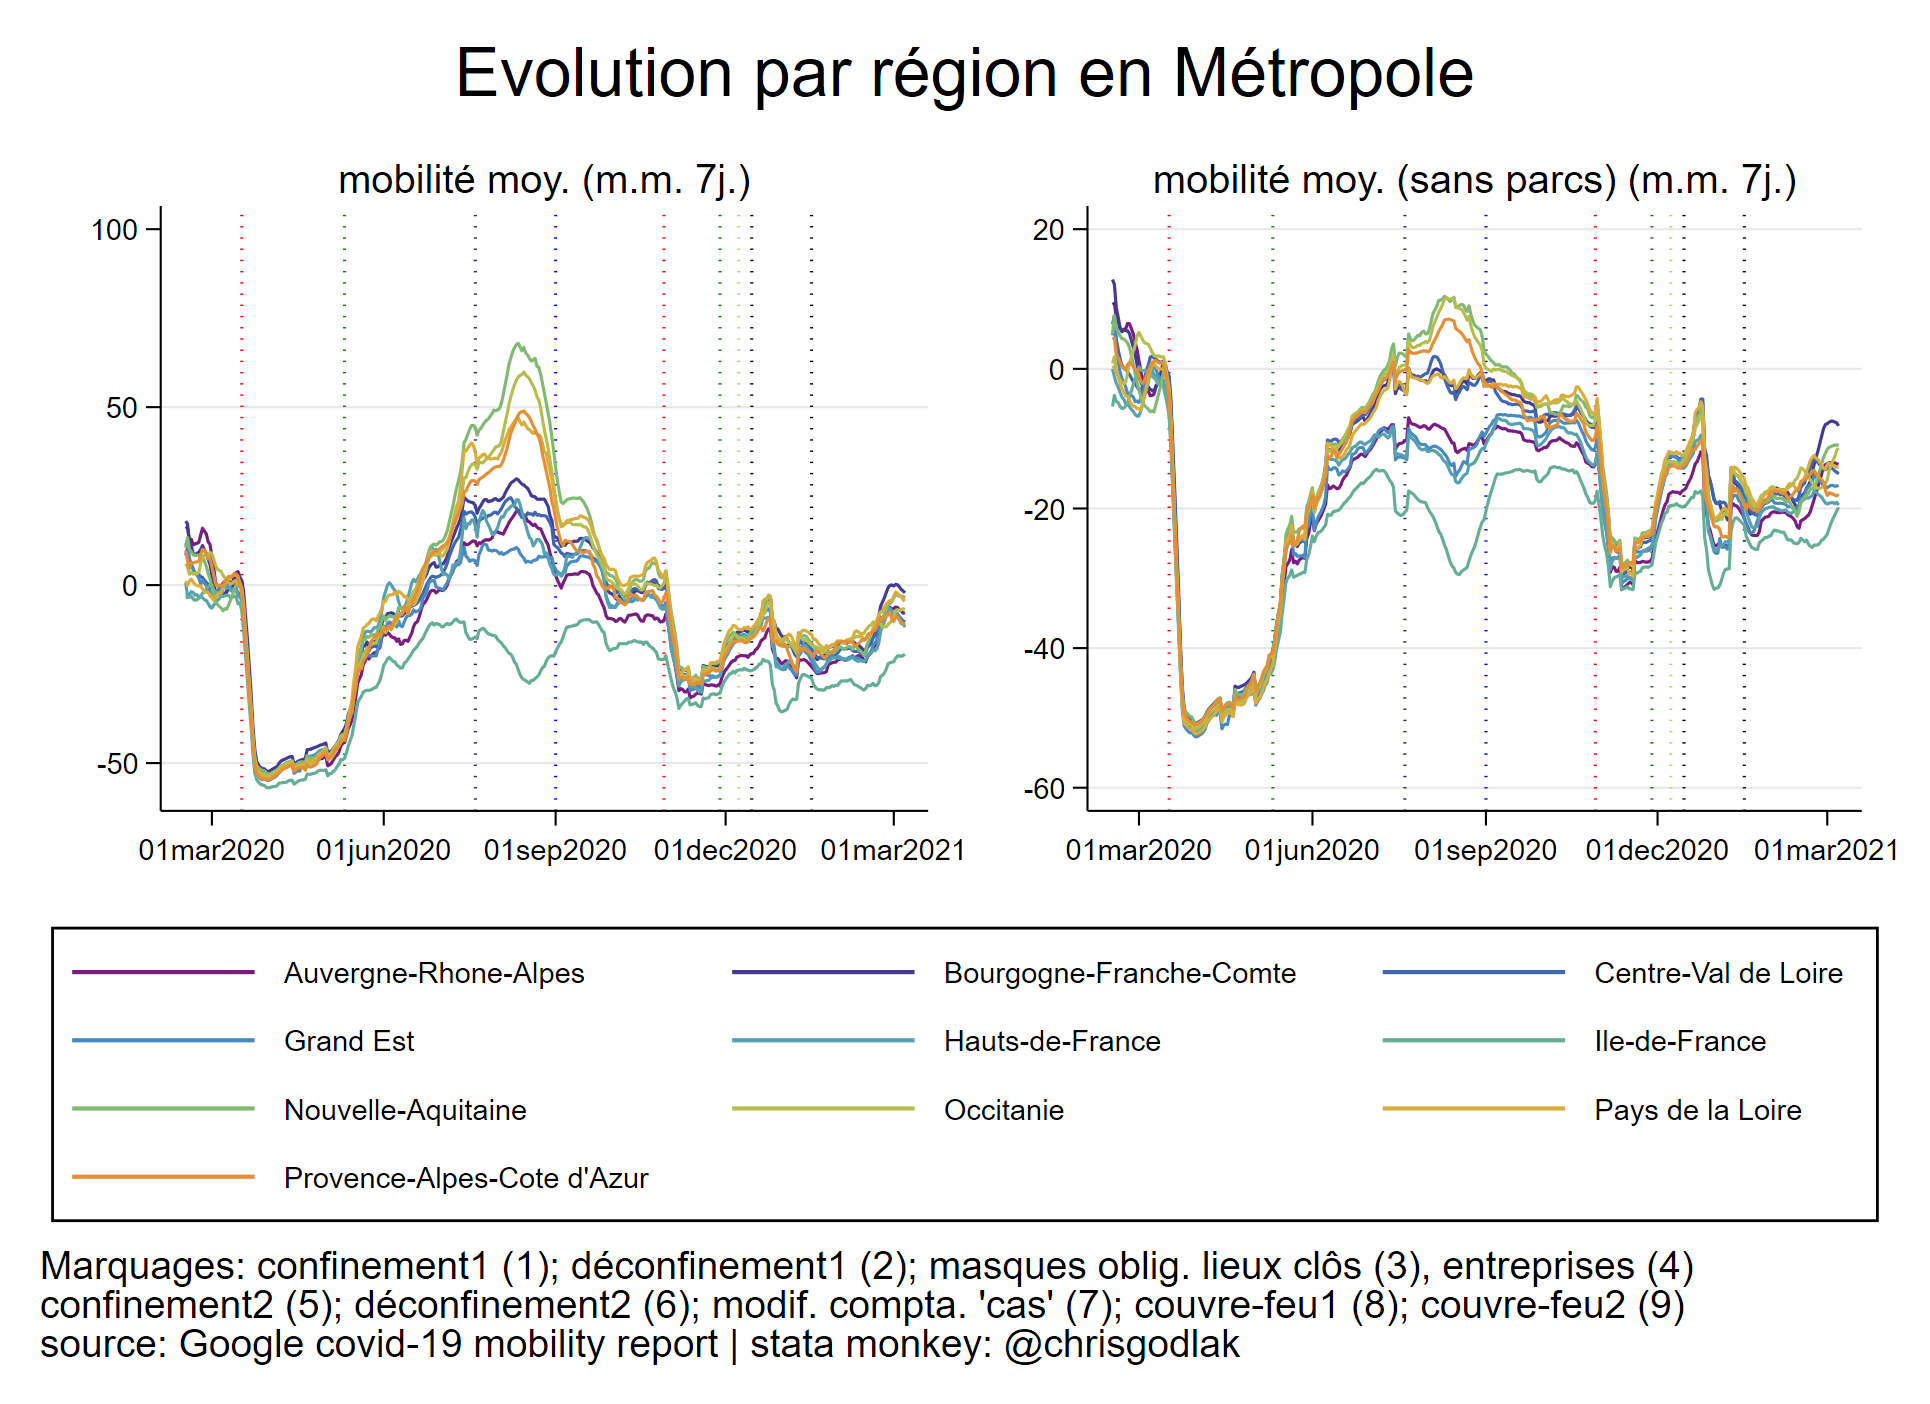 Evolution par région en Métropole
mobilité moy. (m.m. 7j.)
100
50
0
-50
01mar2020 01jun2020 01sep2020 01dec2020 01mar2021
mobilité moy. (sans parcs) (m.m. 7j.)
20
0
-20
-40
-60
01mar2020 01jun2020 01sep2020 01dec2020 01mar2021
Auvergne-Rhone-Alpes Bourgogne-Franche-Comte Centre-Val de Loire
Grand Est Hauts-de-France Ile-de-France
Nouvelle-Aquitaine Occitanie Pays de la Loire
Provence-Alpes-Cote d'Azur
Marquages: confinement1 (1); déconfinement1 (2); masques oblig. lieux clôs (3), entreprises (4)
confinement2 (5); déconfinement2 (6); modif. compta. 'cas' (7); couvre-feu1 (8); couvre-feu2 (9)
source: Google covid-19 mobility report | stata monkey: @chrisgodlak